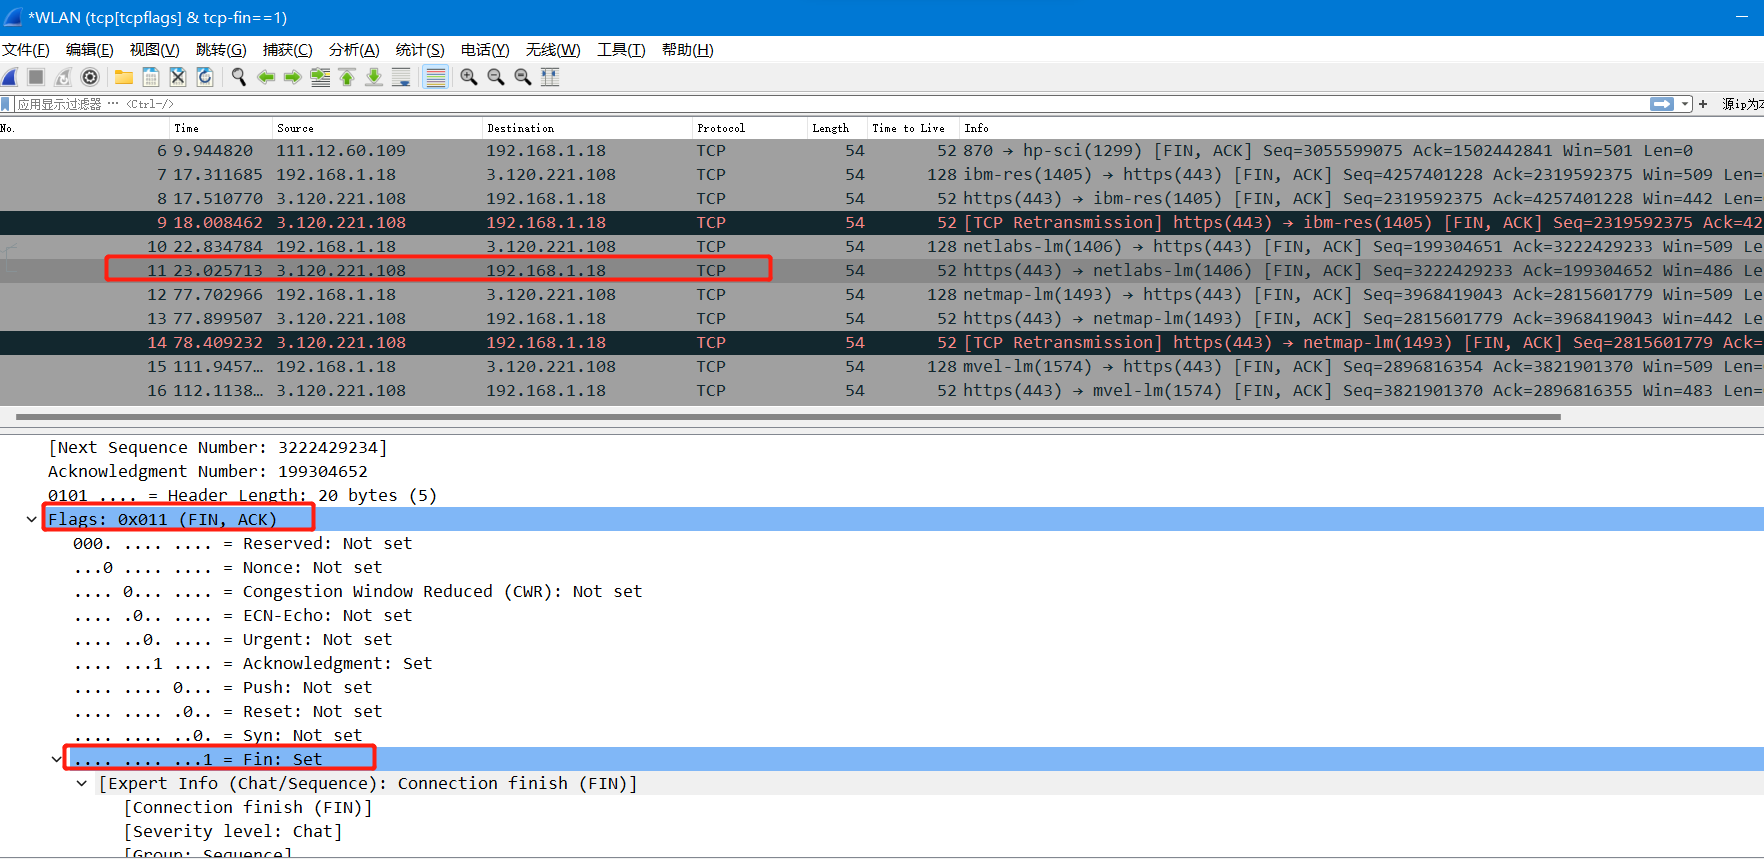 *WLAN (tcp[tcpflags] & tcp-fin==1)
文件(F) 编辑(E) 视图(V) 跳转(G) 捕获(C) 分析(A) 统计(S) 电话(Y) 无线(W) 工具(T) 帮助(H)
应用显示过滤器 … <Ctrl-/> + 源ip为本
No. Time Source Destination Protocol Length Time to Live Info
6 9.944820 111.12.60.109 192.168.1.18 TCP 54 52 870 → hp-sci(1299) [FIN, ACK] Seq=3055599075 Ack=1502442841 Win=501 Len=0
7 17.311685 192.168.1.18 3.120.221.108 TCP 54 128 ibm-res(1405) → https(443) [FIN, ACK] Seq=4257401228 Ack=2319592375 Win=509 Len=
8 17.510770 3.120.221.108 192.168.1.18 TCP 54 52 https(443) → ibm-res(1405) [FIN, ACK] Seq=2319592375 Ack=4257401228 Win=442 Len=
9 18.008462 3.120.221.108 192.168.1.18 TCP 54 52 [TCP Retransmission] https(443) → ibm-res(1405) [FIN, ACK] Seq=2319592375 Ack=42
10 22.834784 192.168.1.18 3.120.221.108 TCP 54 128 netlabs-lm(1406) → https(443) [FIN, ACK] Seq=199304651 Ack=3222429233 Win=509 Le
11 23.025713 3.120.221.108 192.168.1.18 TCP 54 52 https(443) → netlabs-lm(1406) [FIN, ACK] Seq=3222429233 Ack=199304652 Win=486 Le
12 77.702966 192.168.1.18 3.120.221.108 TCP 54 128 netmap-lm(1493) → https(443) [FIN, ACK] Seq=3968419043 Ack=2815601779 Win=509 Le
13 77.899507 3.120.221.108 192.168.1.18 TCP 54 52 https(443) → netmap-lm(1493) [FIN, ACK] Seq=2815601779 Ack=3968419043 Win=442 Le
14 78.409232 3.120.221.108 192.168.1.18 TCP 54 52 [TCP Retransmission] https(443) → netmap-lm(1493) [FIN, ACK] Seq=2815601779 Ack=
15 111.9457… 192.168.1.18 3.120.221.108 TCP 54 128 mvel-lm(1574) → https(443) [FIN, ACK] Seq=2896816354 Ack=3821901370 Win=509 Len=
16 112.1138… 3.120.221.108 192.168.1.18 TCP 54 52 https(443) → mvel-lm(1574) [FIN, ACK] Seq=3821901370 Ack=2896816355 Win=483 Len=
[Next Sequence Number: 3222429234]
Acknowledgment Number: 199304652
0101 .... = Header Length: 20 bytes (5)
Flags: 0x011 (FIN, ACK)
000. .... .... = Reserved: Not set
...0 .... .... = Nonce: Not set
.... 0... .... = Congestion Window Reduced (CWR): Not set
.... .0.. .... = ECN-Echo: Not set
.... ..0. .... = Urgent: Not set
.... ...1 .... = Acknowledgment: Set
.... .... 0... = Push: Not set
.... .... .0.. = Reset: Not set
.... .... ..0. = Syn: Not set
.... .... ...1 = Fin: Set
[Expert Info (Chat/Sequence): Connection finish (FIN)]
[Connection finish (FIN)]
[Severity level: Chat]
[Group: Sequence]